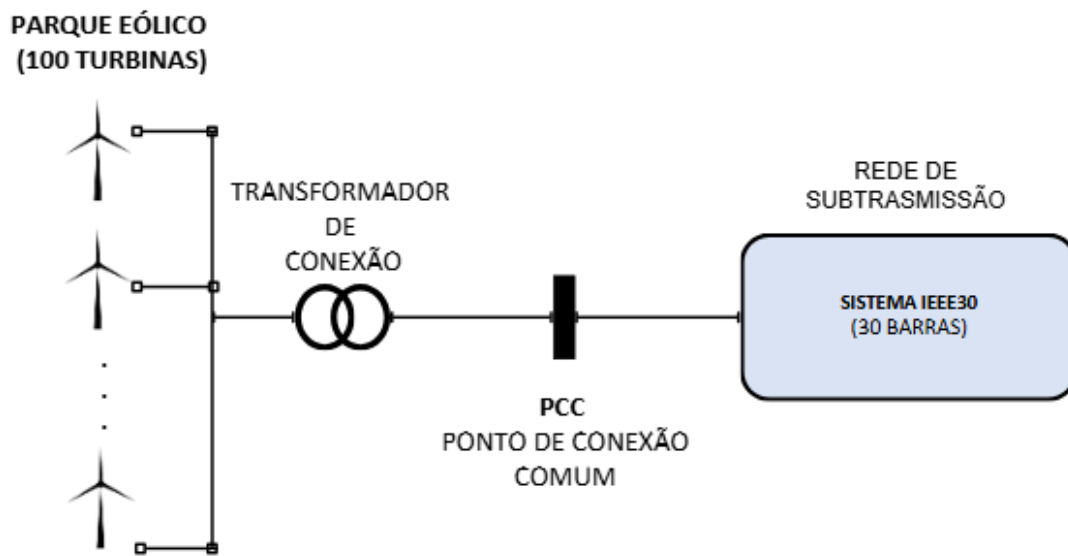 PARQUE EÓLICO
(100 TURBINAS)
TRANSFORMADOR
DE
CONEXÃO
PCC
PONTO DE CONEXÃO
COMUM
REDE DE
SUBTRASMISSÃO
SISTEMA IEEE30
(30 BARRAS)